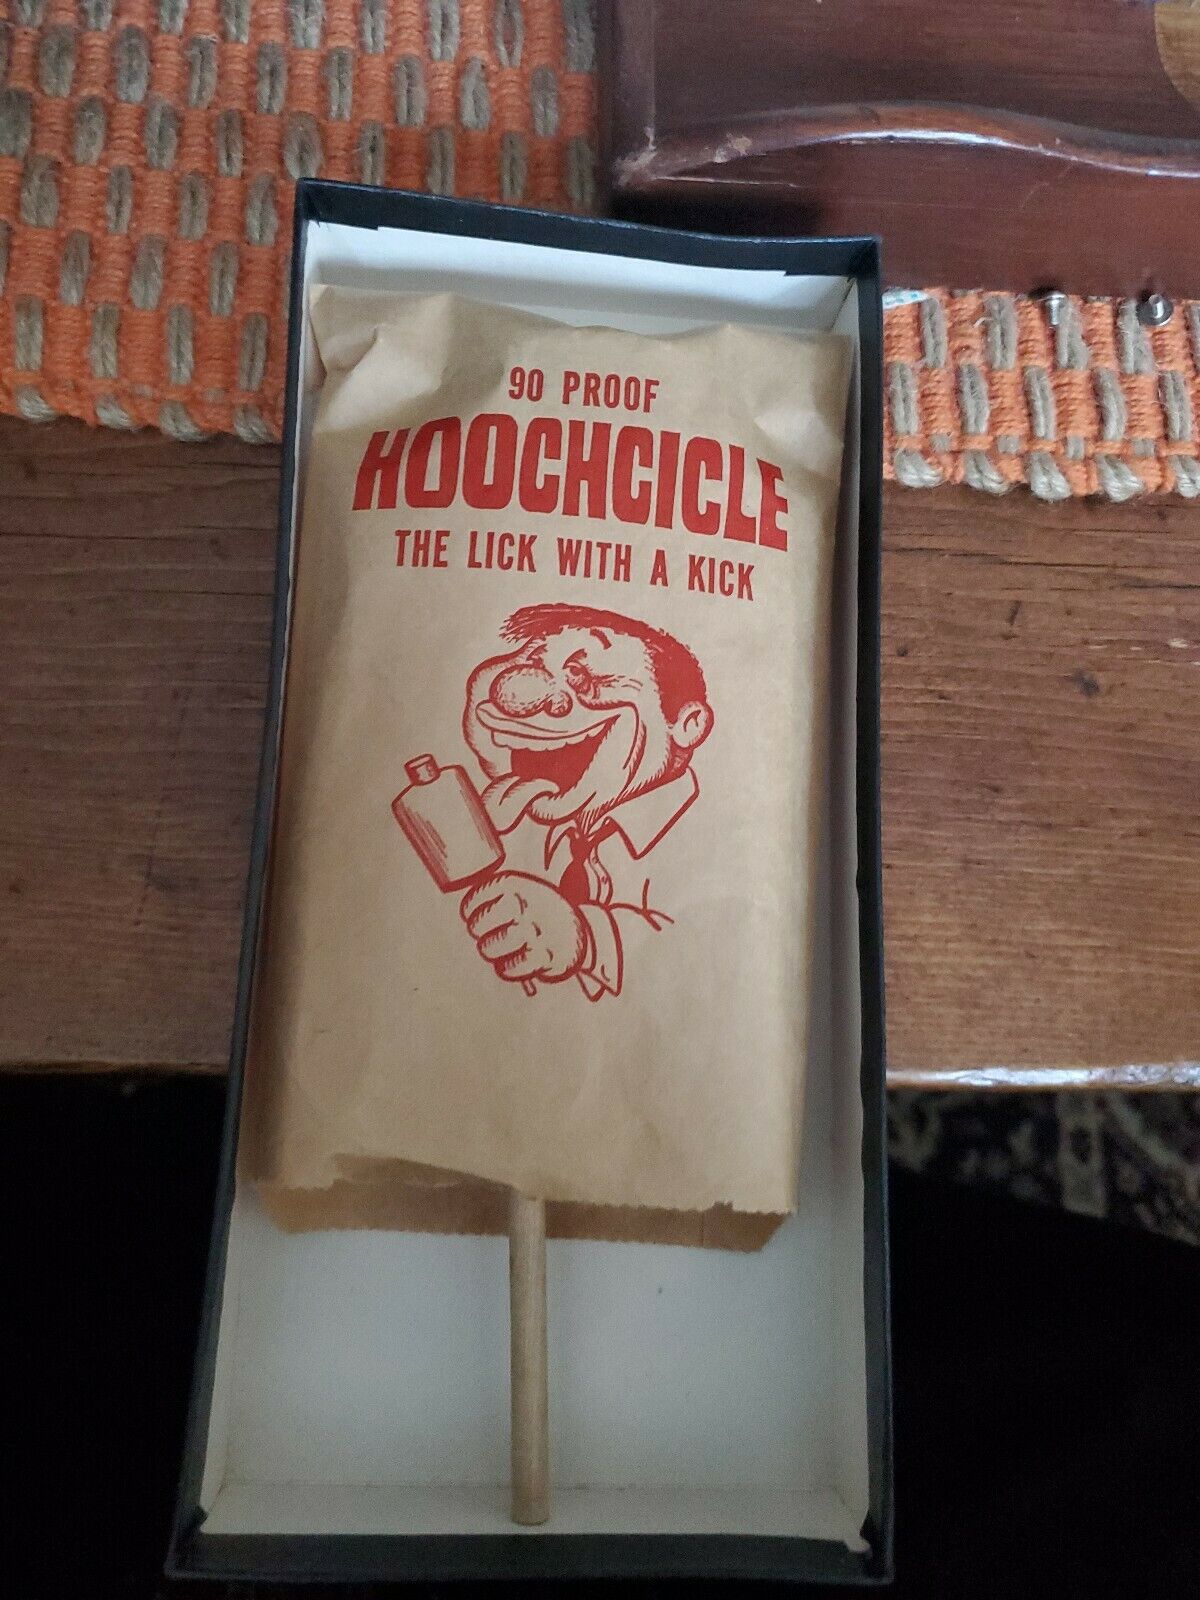 90 PROOF
HOOCHCICLE
THE LICK WITH A KICK